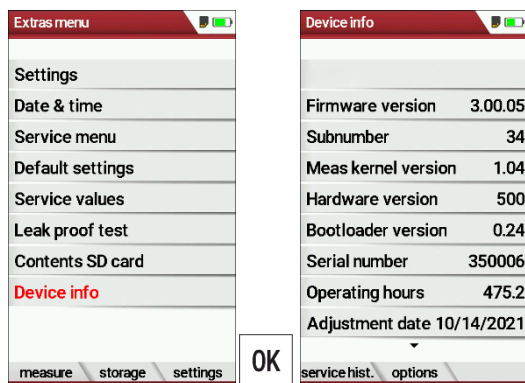 Extras menu
Settings
Date & time
Service menu
Default settings
Service values
Leak proof test
Contents SD card
Device info
measure storage settings
OK
Device info
Firmware version 3.00.05
Subnumber 34
Meas kernel version 1.04
Hardware version 500
Bootloader version 0.24
Serial number 350006
Operating hours 475.2
Adjustment date 10/14/2021
service hist. options